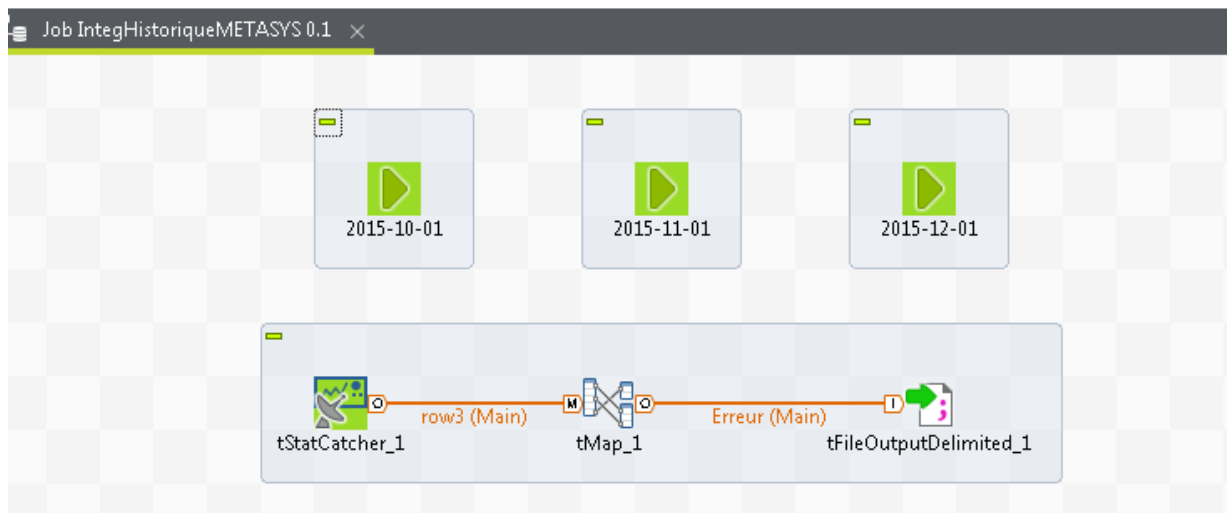 Job IntegHistoriqueMETASYS 0.1
2015-10-01 2015-11-01 2015-12-01
O row3 (Main) M O Erreur (Main) I
tStatCatcher_1 tMap_1 tFileOutputDelimited_1